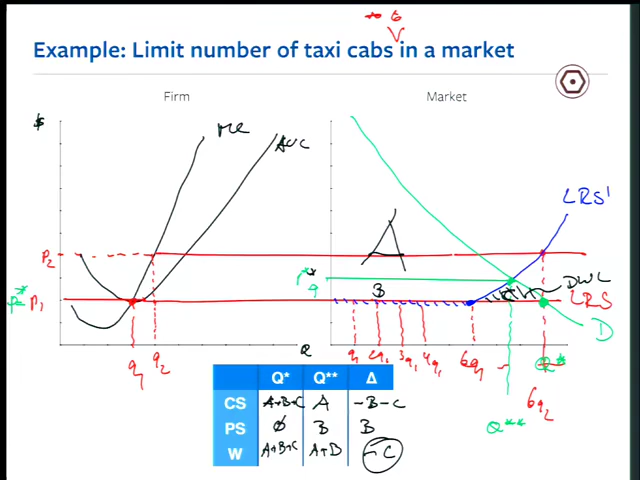 * 6
Example: Limit number of taxi cabs in a market
Firm
Market
$
MC
AVC
LRS'
A
P₂
P**
B
C
DWL
P* P₁
LRS
D
Q
q₁ q₂
q₁ 2q₁ 3q₁ 4q₁ 6q₁ Q*
6q₂
Q**
Q* Q** Δ
CS A+B+C A -B-C
PS ∅ B B
W A+B+C A+B -C